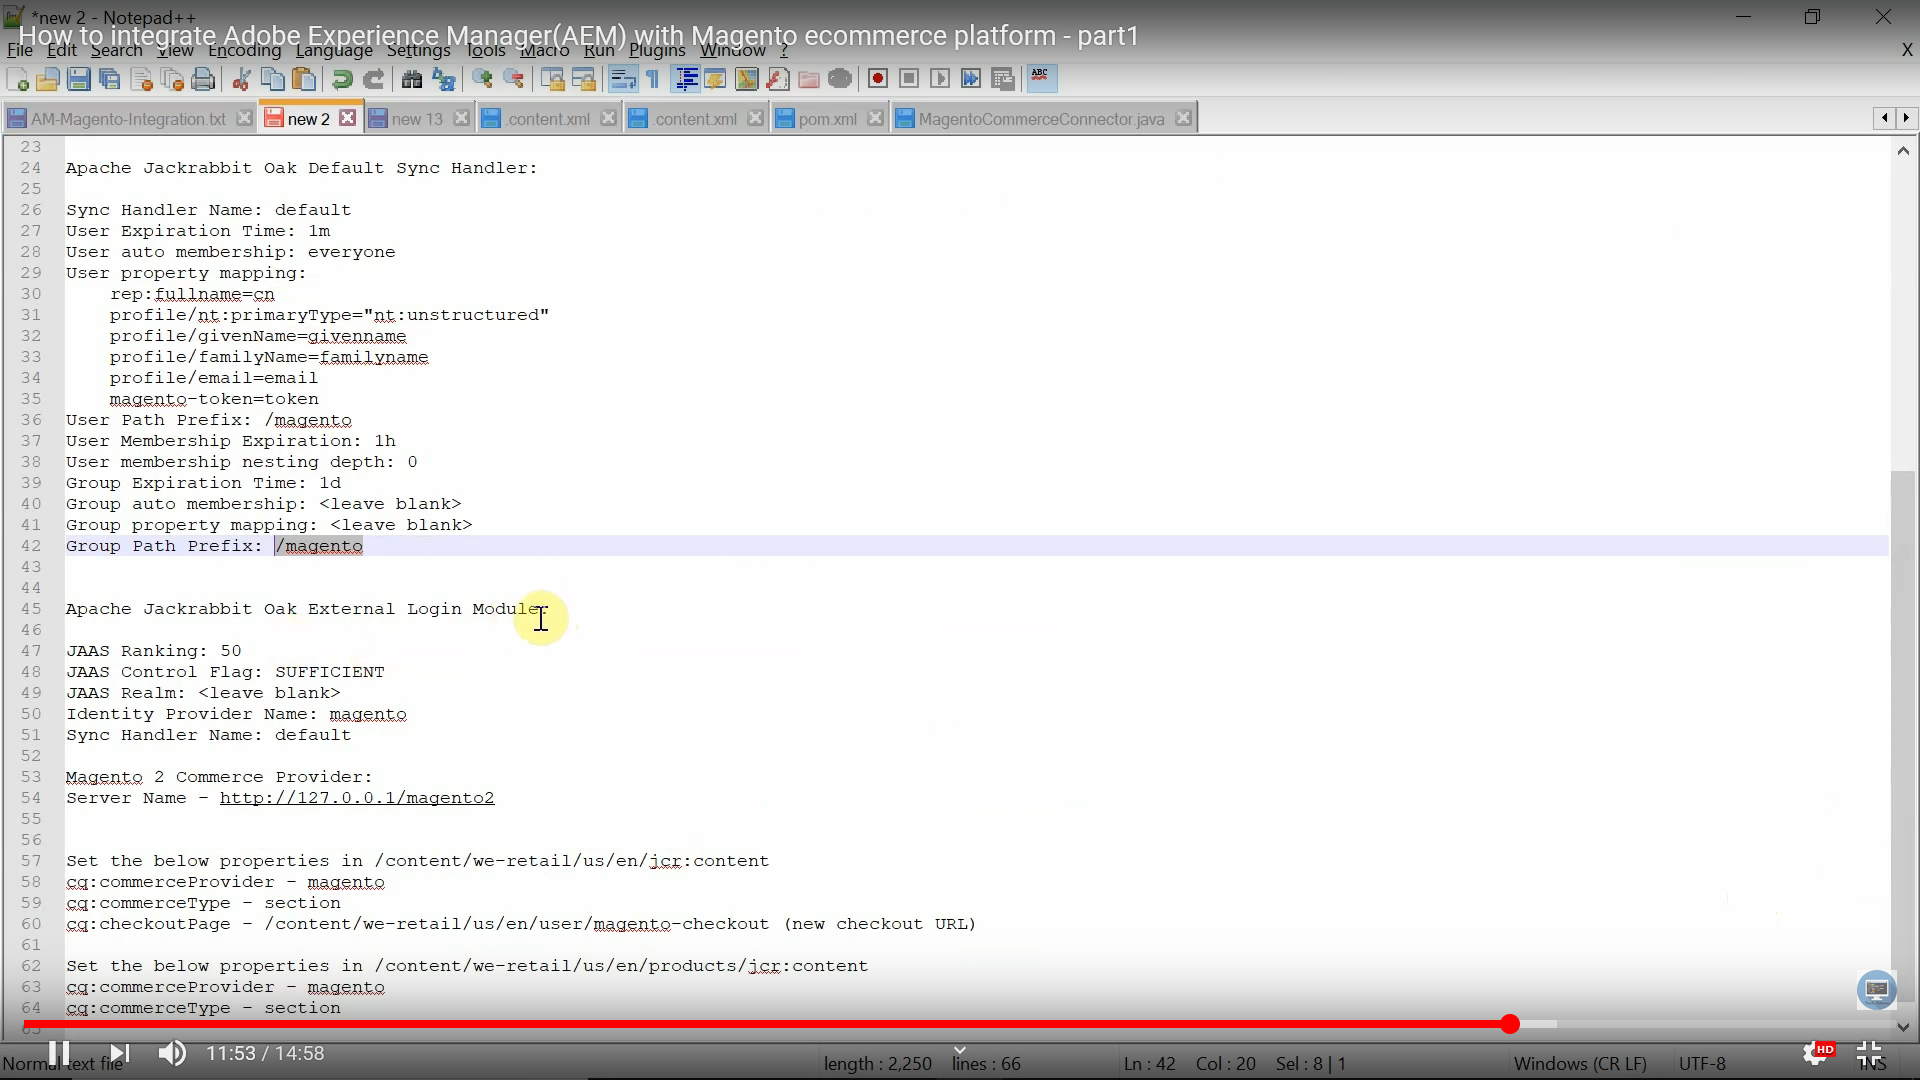 *new 2 - Notepad++
How to integrate Adobe Experience Manager(AEM) with Magento ecommerce platform - part1
File Edit Search View Encoding Language Settings Tools Macro Run Plugins Window ? X
ABC
AM-Magento-Integration.txt new 2 new 13 .content.xml .content.xml pom.xml MagentoCommerceConnector.java
23
24 Apache Jackrabbit Oak Default Sync Handler:
25
26 Sync Handler Name: default
27 User Expiration Time: 1m
28 User auto membership: everyone
29 User property mapping:
30 rep:fullname=cn
31 profile/nt:primaryType="nt:unstructured"
32 profile/givenName=givenname
33 profile/familyName=familyname
34 profile/email=email
35 magento-token=token
36 User Path Prefix: /magento
37 User Membership Expiration: 1h
38 User membership nesting depth: 0
39 Group Expiration Time: 1d
40 Group auto membership: <leave blank>
41 Group property mapping: <leave blank>
42 Group Path Prefix: /magento
43
44
45 Apache Jackrabbit Oak External Login Module:
46
47 JAAS Ranking: 50
48 JAAS Control Flag: SUFFICIENT
49 JAAS Realm: <leave blank>
50 Identity Provider Name: magento
51 Sync Handler Name: default
52
53 Magento 2 Commerce Provider:
54 Server Name - http://127.0.0.1/magento2
55
56
57 Set the below properties in /content/we-retail/us/en/jcr:content
58 cq:commerceProvider - magento
59 cq:commerceType - section
60 cq:checkoutPage - /content/we-retail/us/en/user/magento-checkout (new checkout URL)
61
62 Set the below properties in /content/we-retail/us/en/products/jcr:content
63 cq:commerceProvider - magento
64 cq:commerceType - section
65
11:53 / 14:58
HD
Normal text file length : 2,250 lines : 66 Ln : 42 Col : 20 Sel : 8 | 1 Windows (CR LF) UTF-8 INS